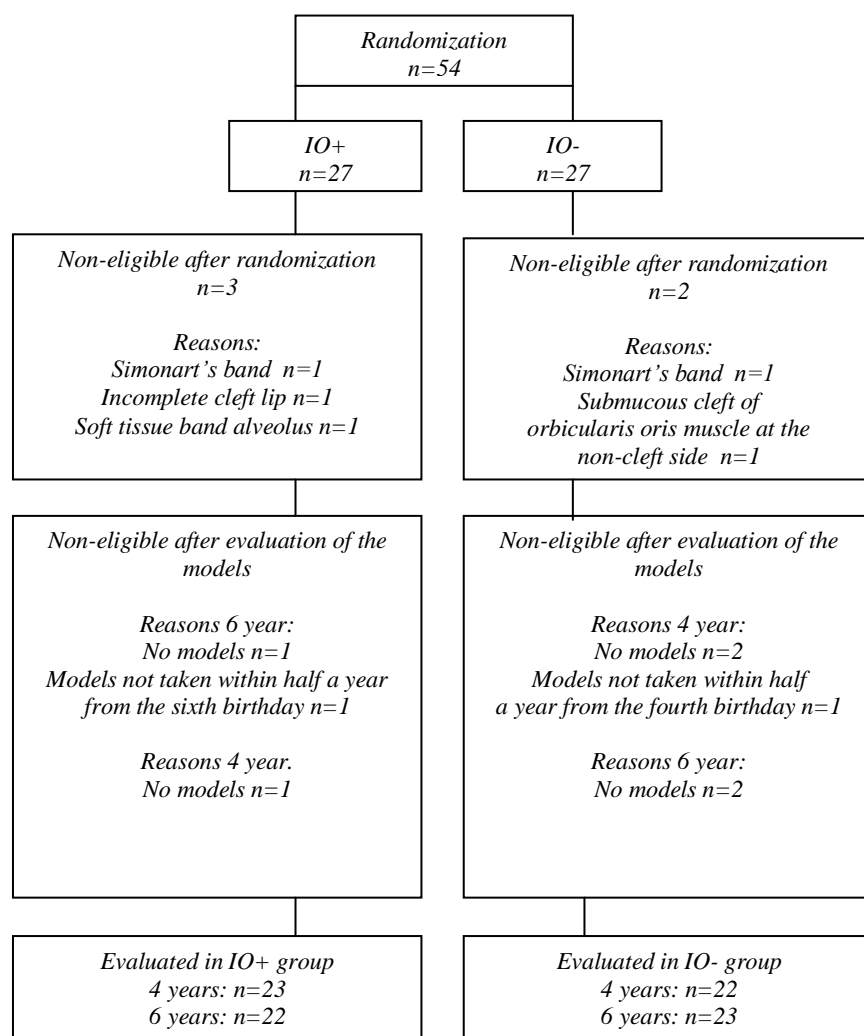 Randomization
n=54
IO+
n=27
IO-
n=27
Non-eligible after randomization
n=3
Reasons:
Simonart’s band n=1
Incomplete cleft lip n=1
Soft tissue band alveolus n=1
Non-eligible after randomization
n=2
Reasons:
Simonart’s band n=1
Submucous cleft of
orbicularis oris muscle at the
non-cleft side n=1
Non-eligible after evaluation of the
models
Reasons 6 year:
No models n=1
Models not taken within half a year
from the sixth birthday n=1
Reasons 4 year.
No models n=1
Non-eligible after evaluation of the
models
Reasons 4 year:
No models n=2
Models not taken within half
a year from the fourth birthday n=1
Reasons 6 year:
No models n=2
Evaluated in IO+ group
4 years: n=23
6 years: n=22
Evaluated in IO- group
4 years: n=22
6 years: n=23